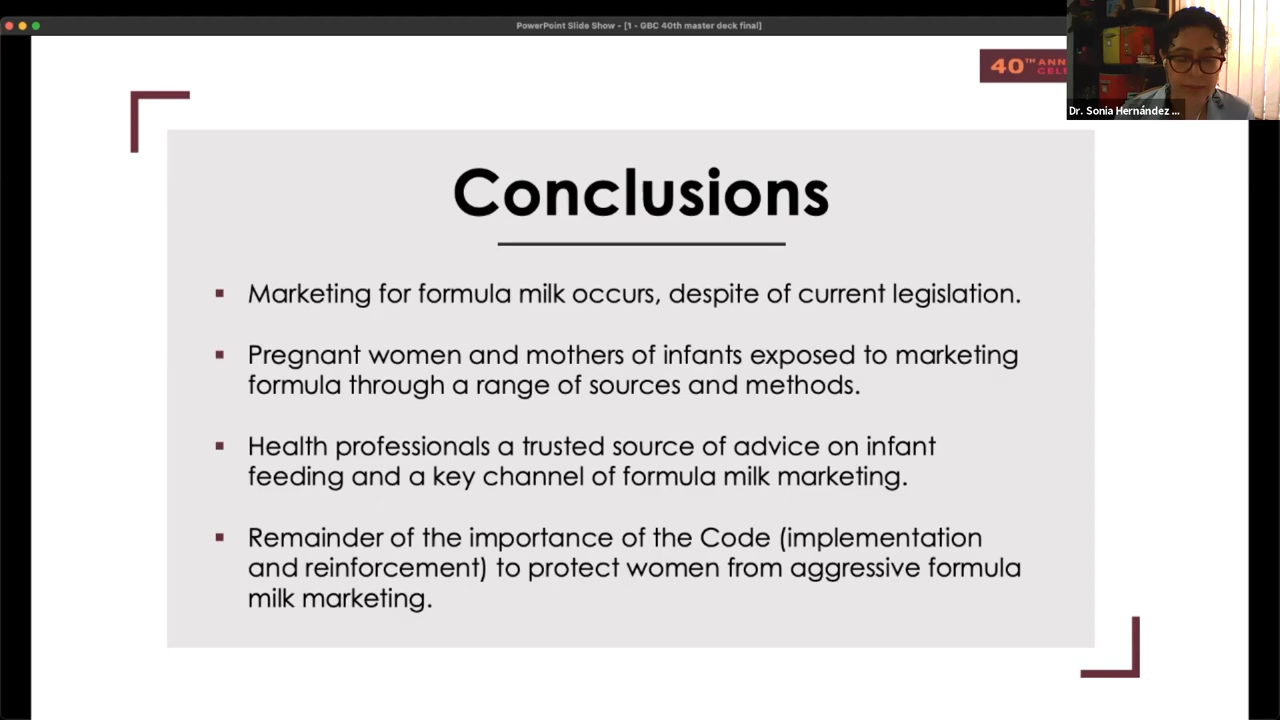 PowerPoint Slide Show - [1 - GBC 40th master deck final]
40TH ANN
CEL
Dr. Sonia Hernández ...
Conclusions
Marketing for formula milk occurs, despite of current legislation.
Pregnant women and mothers of infants exposed to marketing
formula through a range of sources and methods.
Health professionals a trusted source of advice on infant
feeding and a key channel of formula milk marketing.
Remainder of the importance of the Code (implementation
and reinforcement) to protect women from aggressive formula
milk marketing.